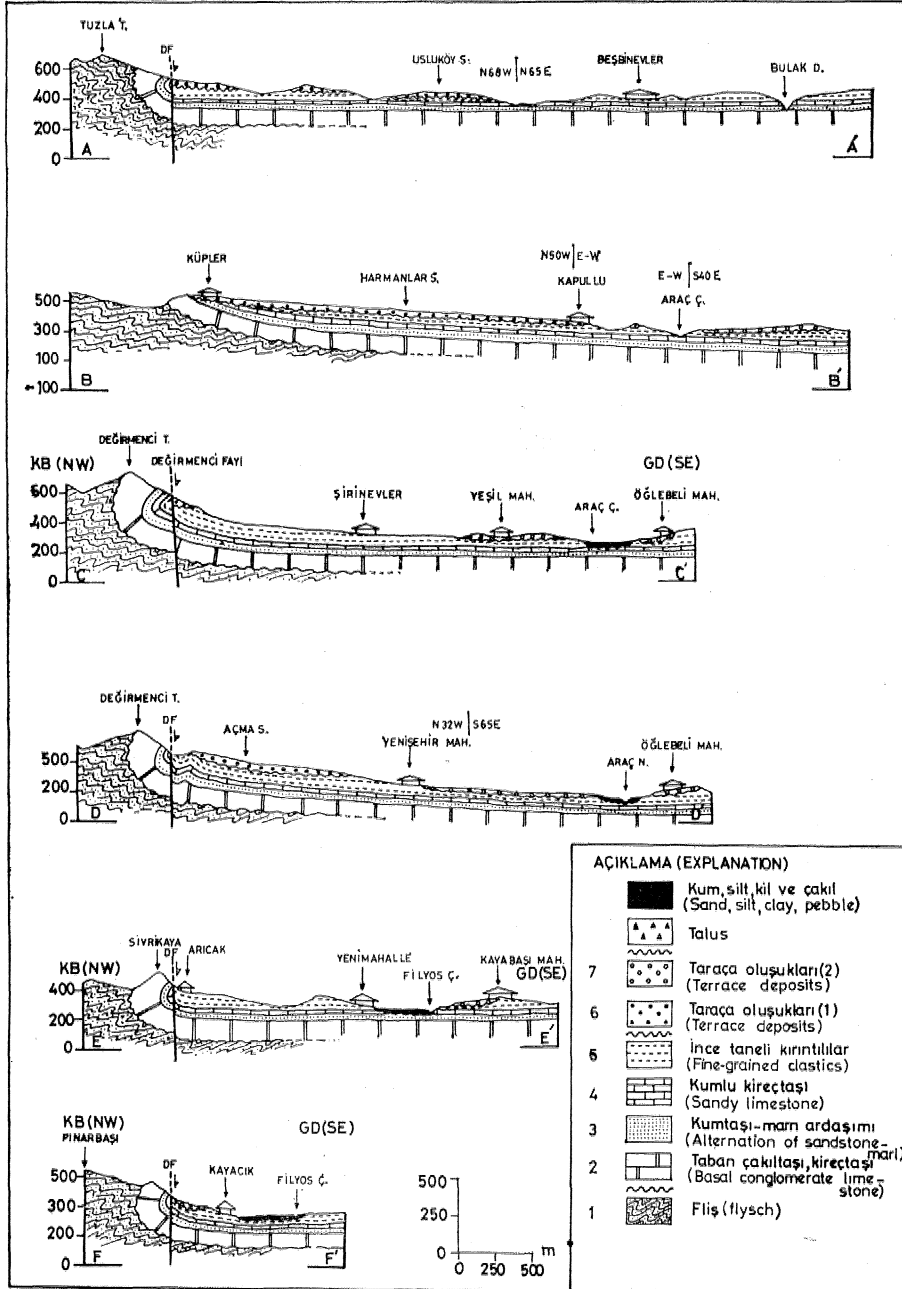 TUZLA T.
DF
USLUKÖY S.
N68W N65E
BEŞBİNEVLER
BULAK D.
600
400
200
0
A
A'
KÜPLER
HARMANLAR S.
N50W E-W
KAPULLU
E-W S40E
ARAÇ Ç.
500
300
100
-100
B
B'
DEĞİRMENCİ T.
KB (NW)
DEĞİRMENCİ FAYI
GD(SE)
ŞİRİNEVLER
YEŞİL MAH.
ARAÇ Ç.
ÖĞLEBELİ MAH.
600
400
200
0
C
C'
DEĞİRMENCİ T.
DF
AÇMA S.
N32W S65E
YENİŞEHİR MAH.
ARAÇ N.
ÖĞLEBELİ MAH.
500
200
0
D
D'
SİVRİKAYA
DF
ARICAK
KB(NW)
YENİMAHALLE
FİLYOS Ç.
KAYABAŞI MAH.
GD(SE)
400
200
0
E
E'
KB(NW)
PINARBAŞI
GD(SE)
DF
KAYACIK
FİLYOS Ç.
500
300
200
0
F
F'
500
250
0
m
0 250 500
AÇIKLAMA (EXPLANATION)
Kum, silt, kil ve çakıl
(Sand, silt, clay, pebble)
Talus
7 Taraça oluşukları(2)
(Terrace deposits)
6 Taraça oluşukları(1)
(Terrace deposits)
5 İnce taneli kırıntılılar
(Fine-grained clastics)
4 Kumlu kireçtaşı
(Sandy limestone)
3 Kumtaşı-marn ardaşımı
(Alternation of sandstone-marl)
2 Taban çakıltaşı, kireçtaşı
(Basal conglomerate lime-
stone)
1 Fliş (flysch)